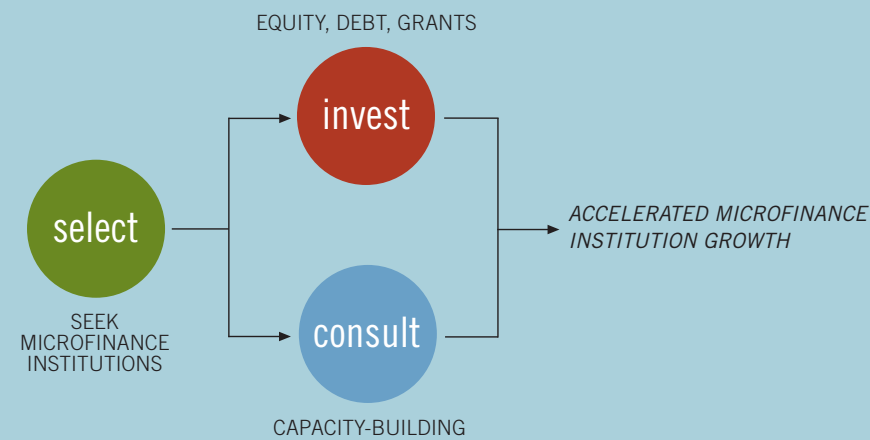 EQUITY, DEBT, GRANTS
invest
select
SEEK
MICROFINANCE
INSTITUTIONS
consult
CAPACITY-BUILDING
ACCELERATED MICROFINANCE
INSTITUTION GROWTH